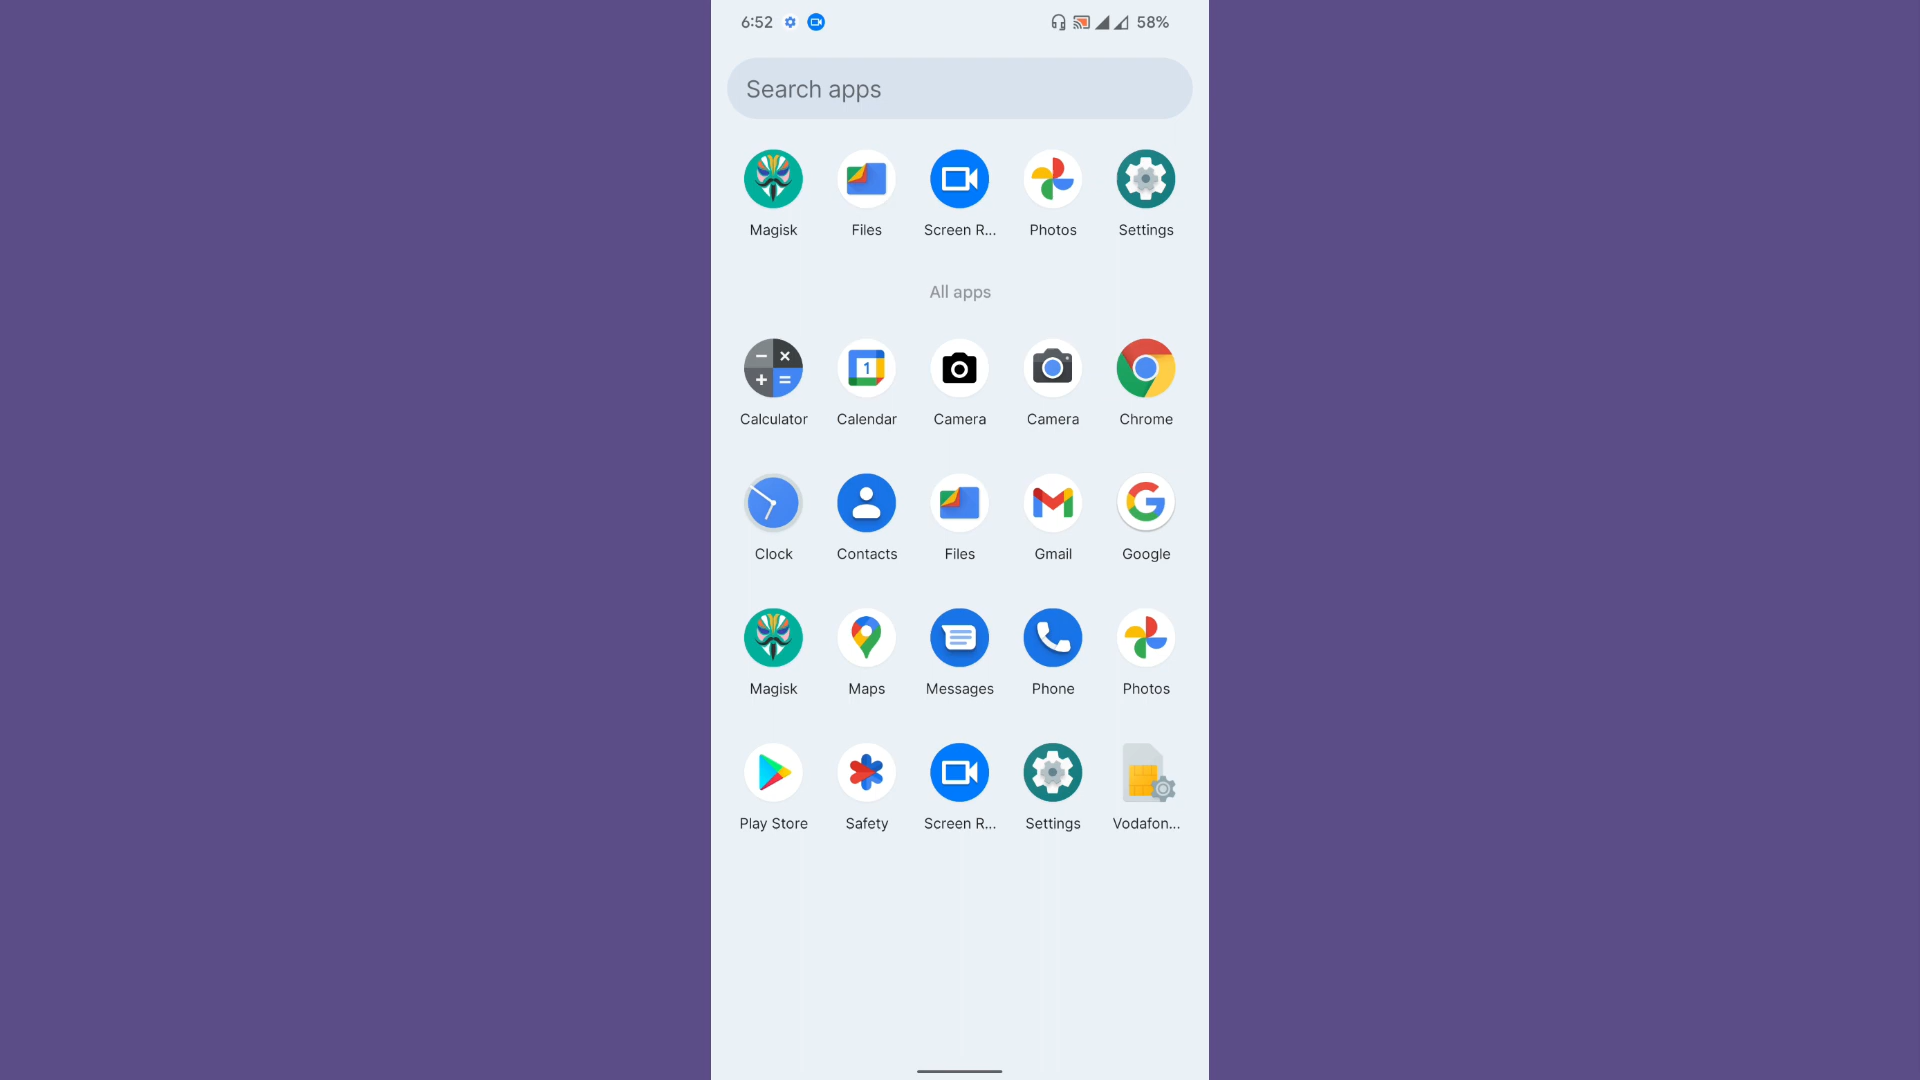 6:52 58%
Search apps
Magisk Files Screen R... Photos Settings
All apps
Calculator Calendar Camera Camera Chrome
Clock Contacts Files Gmail Google
Magisk Maps Messages Phone Photos
Play Store Safety Screen R... Settings Vodafon...